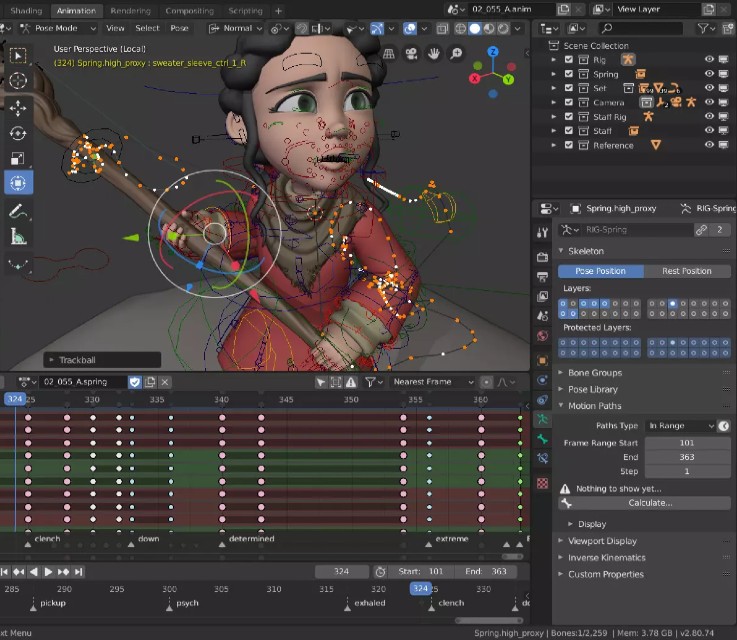 Shading Animation Rendering Compositing Scripting
02_055_A.anim View Layer
Pose Mode View Select Pose Normal
User Perspective (Local)
(324) Spring.high_proxy : sweater_sleeve_ctrl_1_R
Z
X Y
Scene Collection
Rig
Spring
Set
Camera
Staff Rig
Staff
Reference
Spring.high_proxy RIG-Spring
RIG-Spring 2
Skeleton
Pose Position Rest Position
Layers:
Protected Layers:
Bone Groups
Pose Library
Motion Paths
Paths Type In Range
Frame Range Start 101
End 363
Step 1
Nothing to show yet...
Calculate...
Display
Viewport Display
Inverse Kinematics
Custom Properties
Trackball
02_055_A.spring Nearest Frame
324 325 330 335 340 345 350 355 360
clench down determined extreme
324 Start: 101 End: 363
285 290 295 300 305 310 315 320 324 330
pickup psych exhaled clench
xt Menu
Spring.high_proxy | Bones:1/2,259 | Mem: 3.78 GB | v2.80.74